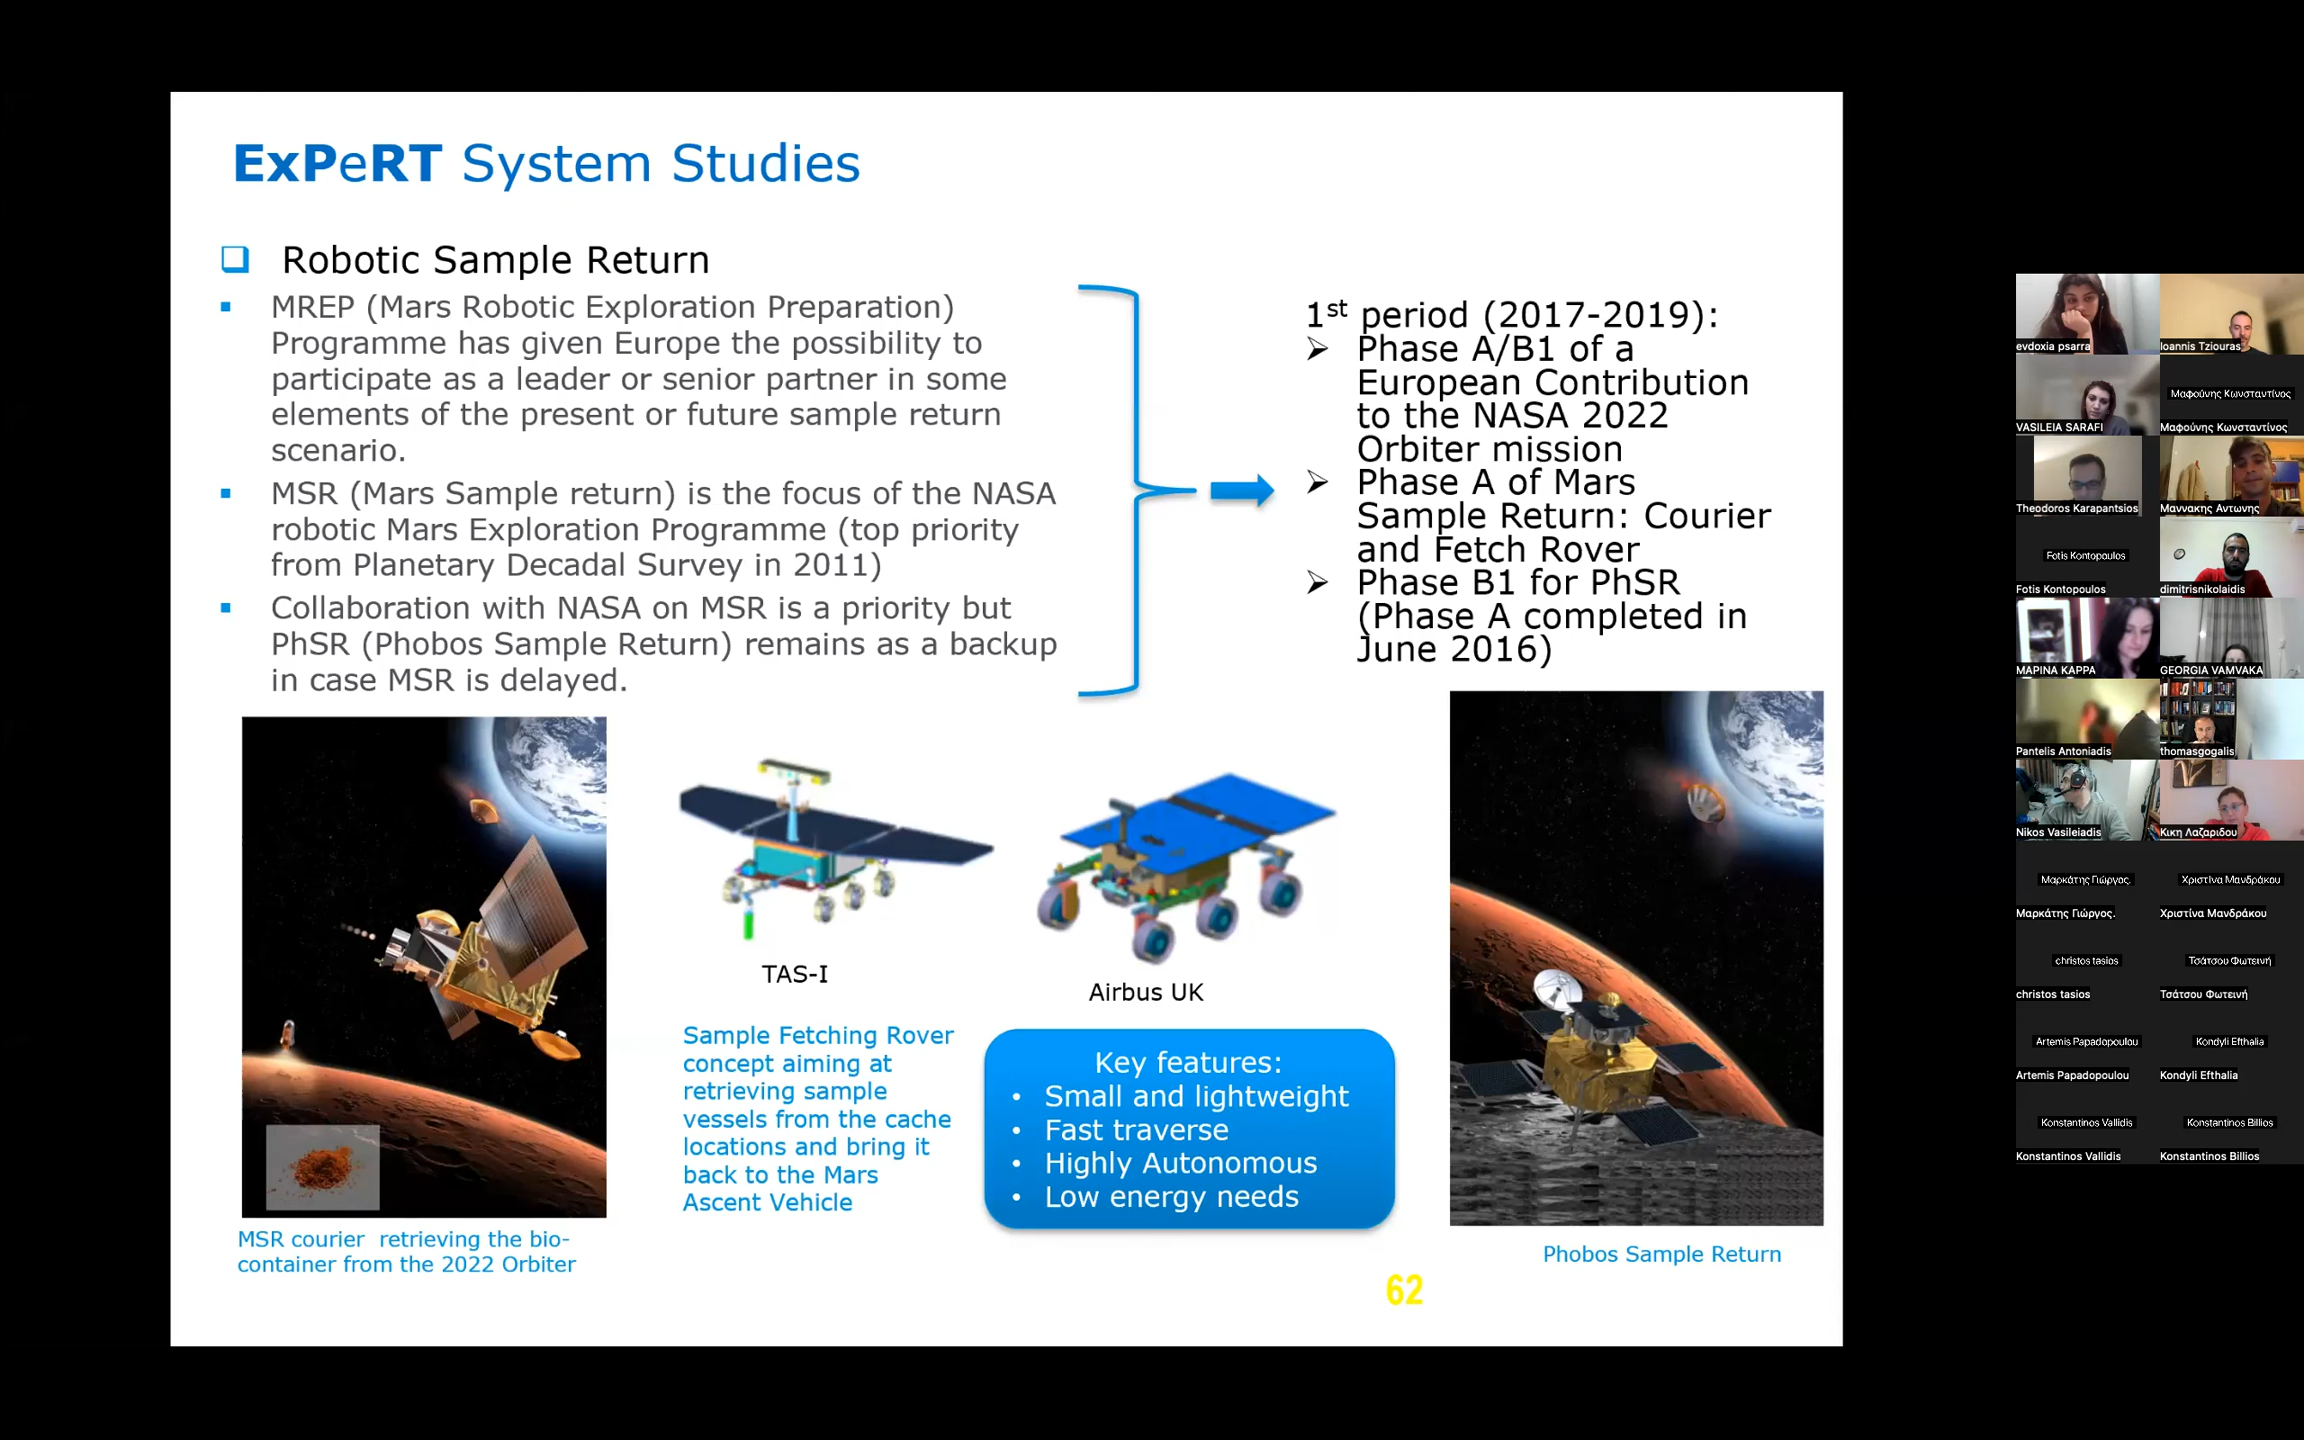 ExPeRT System Studies
Robotic Sample Return
MREP (Mars Robotic Exploration Preparation)
Programme has given Europe the possibility to
participate as a leader or senior partner in some
elements of the present or future sample return
scenario.
MSR (Mars Sample return) is the focus of the NASA
robotic Mars Exploration Programme (top priority
from Planetary Decadal Survey in 2011)
Collaboration with NASA on MSR is a priority but
PhSR (Phobos Sample Return) remains as a backup
in case MSR is delayed.
1st period (2017-2019):
Phase A/B1 of a
European Contribution
to the NASA 2022
Orbiter mission
Phase A of Mars
Sample Return: Courier
and Fetch Rover
Phase B1 for PhSR
(Phase A completed in
June 2016)
TAS-I
Airbus UK
Sample Fetching Rover
concept aiming at
retrieving sample
vessels from the cache
locations and bring it
back to the Mars
Ascent Vehicle
Key features:
• Small and lightweight
• Fast traverse
• Highly Autonomous
• Low energy needs
MSR courier retrieving the bio-
container from the 2022 Orbiter
Phobos Sample Return
62
evdoxia psarra
Ioannis Tziouras
VASILEIA SARAFI
Μαφούνης Κωνσταντίνος
Μαφούνης Κωνσταντίνος
Theodoros Karapantsios
Μαννακης Αντωνης
Fotis Kontopoulos
Fotis Kontopoulos
dimitrisnikolaidis
ΜΑΡΙΝΑ ΚΑΡΡΑ
GEORGIA VAMVAKA
Pantelis Antoniadis
thomasgogalis
Nikos Vasileiadis
Κικη Λαζαριδου
Μαρκάτης Γιώργος.
Χριστίνα Μανδράκου
Μαρκάτης Γιώργος.
Χριστίνα Μανδράκου
christos tasios
Τσάτσου Φωτεινή
christos tasios
Τσάτσου Φωτεινή
Artemis Papadopoulou
Kondyli Efthalia
Artemis Papadopoulou
Kondyli Efthalia
Konstantinos Vallidis
Konstantinos Billios
Konstantinos Vallidis
Konstantinos Billios